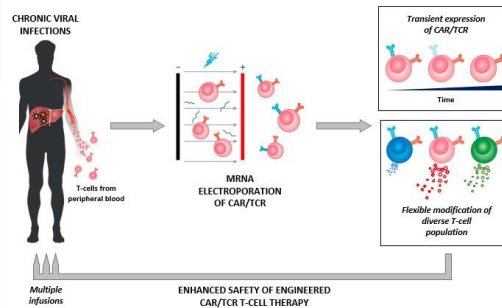 CHRONIC VIRAL
INFECTIONS
T-cells from
peripheral blood
Multiple
infusions
–
+
MRNA
ELECTROPORATION
OF CAR/TCR
Transient expression
of CAR/TCR
Time
Flexible modification of
diverse T-cell
population
ENHANCED SAFETY OF ENGINEERED
CAR/TCR T-CELL THERAPY